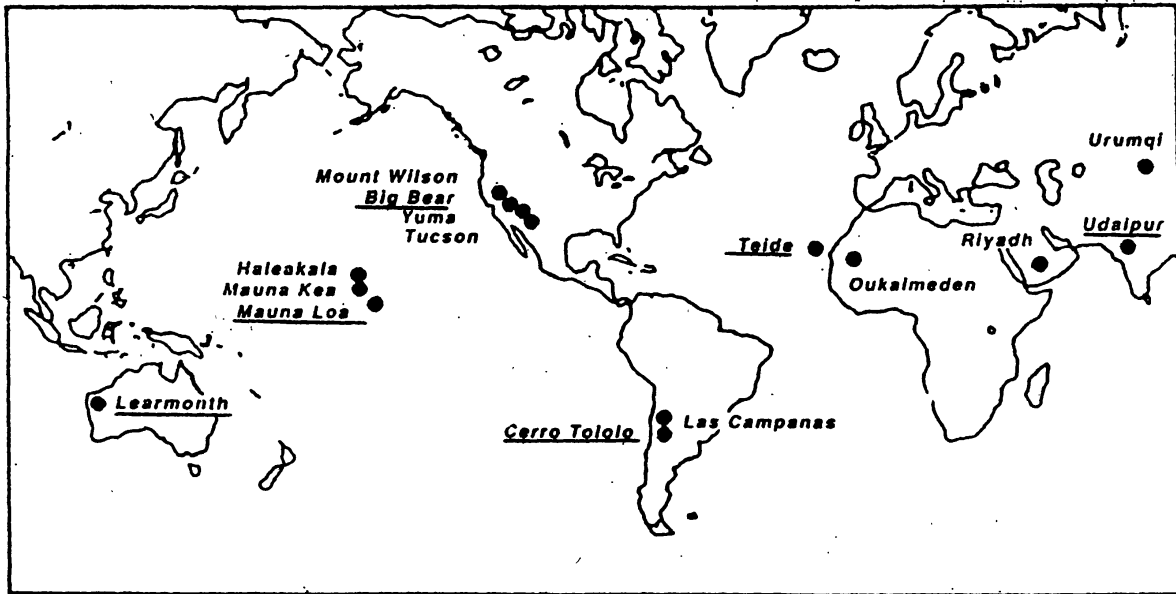 Urumqi
Mount Wilson
Big Bear
Yuma
Tucson
Udaipur
Teide
Riyadh
Haleakala
Mauna Kea
Mauna Loa
Oukaimeden
Learmonth
Las Campanas
Cerro Tololo